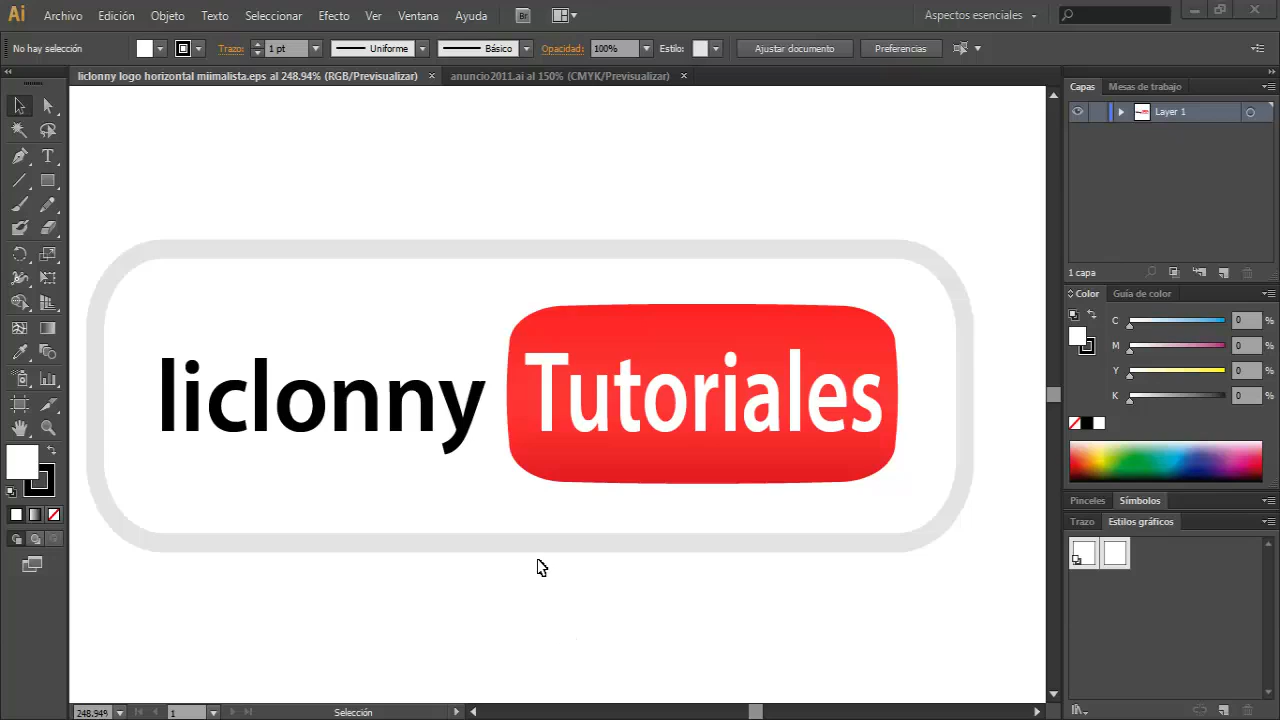 Ai Archivo Edición Objeto Texto Seleccionar Efecto Ver Ventana Ayuda Br Aspectos esenciales
No hay selección Trazo: 1 pt Uniforme Básico Opacidad: 100% Estilo: Ajustar documento Preferencias
liclonny logo horizontal miimalista.eps al 248.94% (RGB/Previsualizar) × anuncio2011.ai al 150% (CMYK/Previsualizar) ×
Capas Mesas de trabajo
Layer 1
1 capa
Color Guía de color
C 0 %
M 0 %
Y 0 %
K 0 %
liclonny Tutoriales
Pinceles Símbolos
Trazo Estilos gráficos
248.949 1 Selección